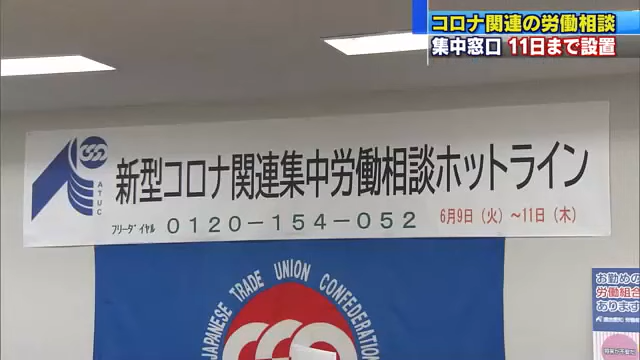 コロナ関連の労働相談
集中窓口 11日まで設置
ATUC
新型コロナ関連集中労働相談ホットライン
フリーダイヤル 0120-154-052 6月9日（火）～11日（木）
JAPANESE TRADE UNION CONFEDERATION
お勤めの
労働組合
あります